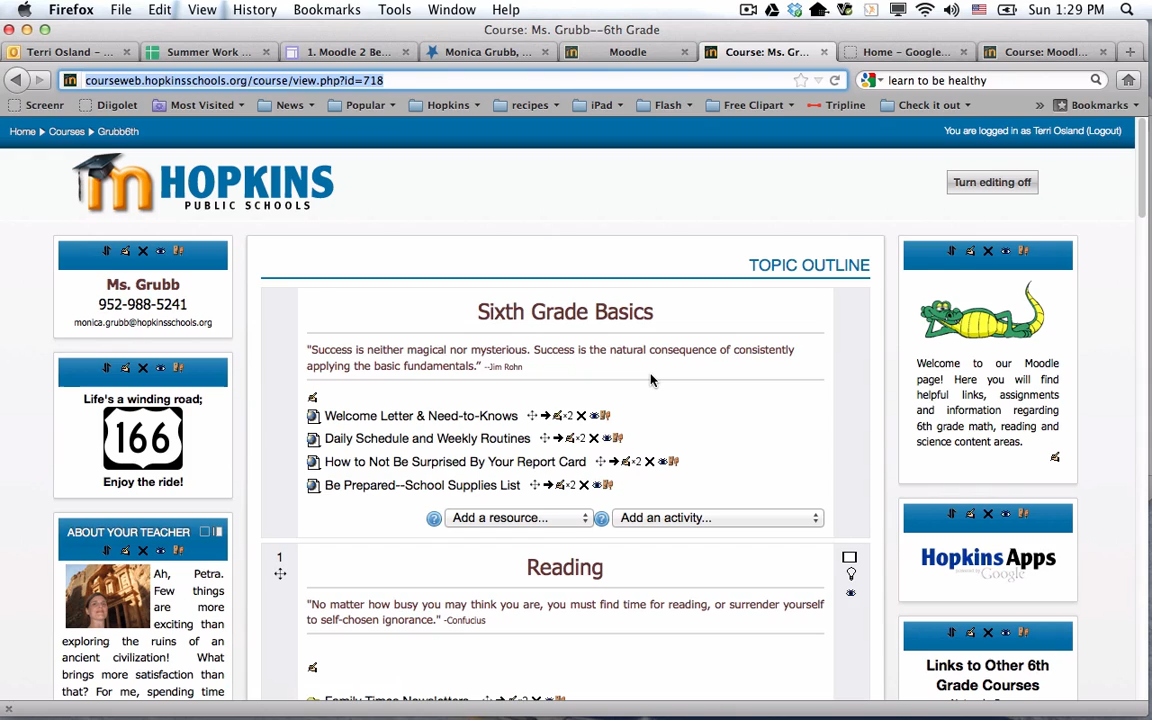 Firefox File Edit View History Bookmarks Tools Window Help Sun 1:29 PM
Course: Ms. Grubb--6th Grade
Terri Osland – ... Summer Work ... 1. Moodle 2 Be... Monica Grubb, ... Moodle Course: Ms. Gr... Home – Google... Course: Moodl...
courseweb.hopkinsschools.org/course/view.php?id=718 learn to be healthy
Screenr Diigolet Most Visited News Popular Hopkins recipes iPad Flash Free Clipart Tripline Check it out » Bookmarks
Home Courses Grubb6th You are logged in as Terri Osland (Logout)
m HOPKINS
PUBLIC SCHOOLS
Turn editing off
Ms. Grubb
952-988-5241
monica.grubb@hopkinsschools.org
Life's a winding road;
166
Enjoy the ride!
ABOUT YOUR TEACHER
Ah, Petra.
Few things
are more
exciting than
exploring the ruins of an
ancient civilization! What
brings more satisfaction than
that? For me, spending time
TOPIC OUTLINE
Sixth Grade Basics
"Success is neither magical nor mysterious. Success is the natural consequence of consistently
applying the basic fundamentals." --Jim Rohn
Welcome Letter & Need-to-Knows ×2
Daily Schedule and Weekly Routines ×2
How to Not Be Surprised By Your Report Card ×2
Be Prepared--School Supplies List ×2
Add a resource... Add an activity...
1
Reading
"No matter how busy you may think you are, you must find time for reading, or surrender yourself
to self-chosen ignorance." -Confucius
Family Times Newsletters ×2
Welcome to our Moodle
page! Here you will find
helpful links, assignments
and information regarding
6th grade math, reading and
science content areas.
Hopkins Apps
powered by Google
Links to Other 6th
Grade Courses